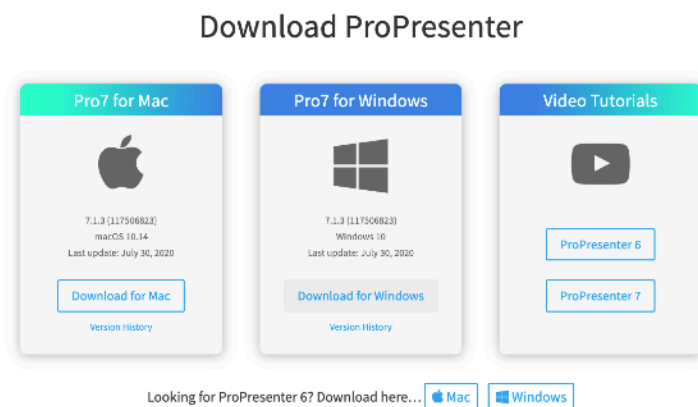 Download ProPresenter
Pro7 for Mac
7.1.3 (117506823)
macOS 10.14
Last update: July 30, 2020
Download for Mac
Version History
Pro7 for Windows
7.1.3 (117506823)
Windows 10
Last update: July 30, 2020
Download for Windows
Version History
Video Tutorials
ProPresenter 6
ProPresenter 7
Looking for ProPresenter 6? Download here... Mac Windows